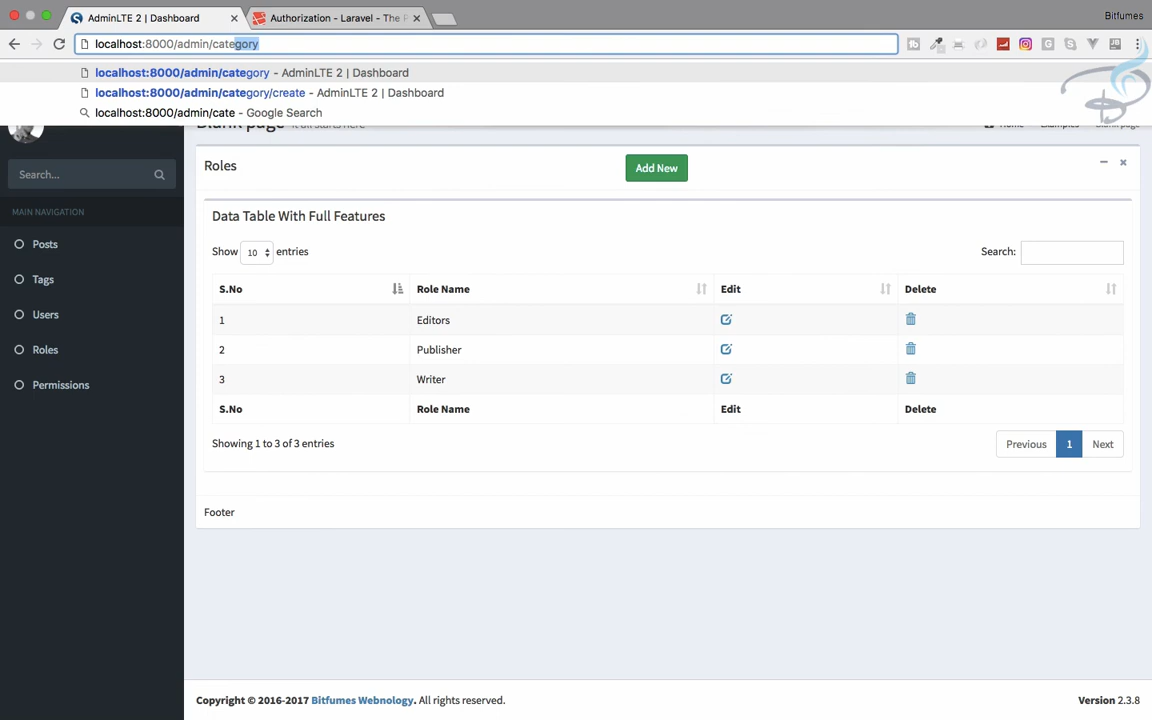 AdminLTE 2 | Dashboard
Authorization - Laravel - The P
Bitfumes
localhost:8000/admin/category
localhost:8000/admin/category - AdminLTE 2 | Dashboard
localhost:8000/admin/category/create - AdminLTE 2 | Dashboard
localhost:8000/admin/cate - Google Search
Blank page it all starts here
Home Examples Blank page
Search...
MAIN NAVIGATION
Posts
Tags
Users
Roles
Permissions
Roles
Add New
Data Table With Full Features
Show 10 entries
Search:
S.No Role Name Edit Delete
1 Editors
2 Publisher
3 Writer
S.No Role Name Edit Delete
Showing 1 to 3 of 3 entries
Previous 1 Next
Footer
Copyright © 2016-2017 Bitfumes Webnology. All rights reserved.
Version 2.3.8